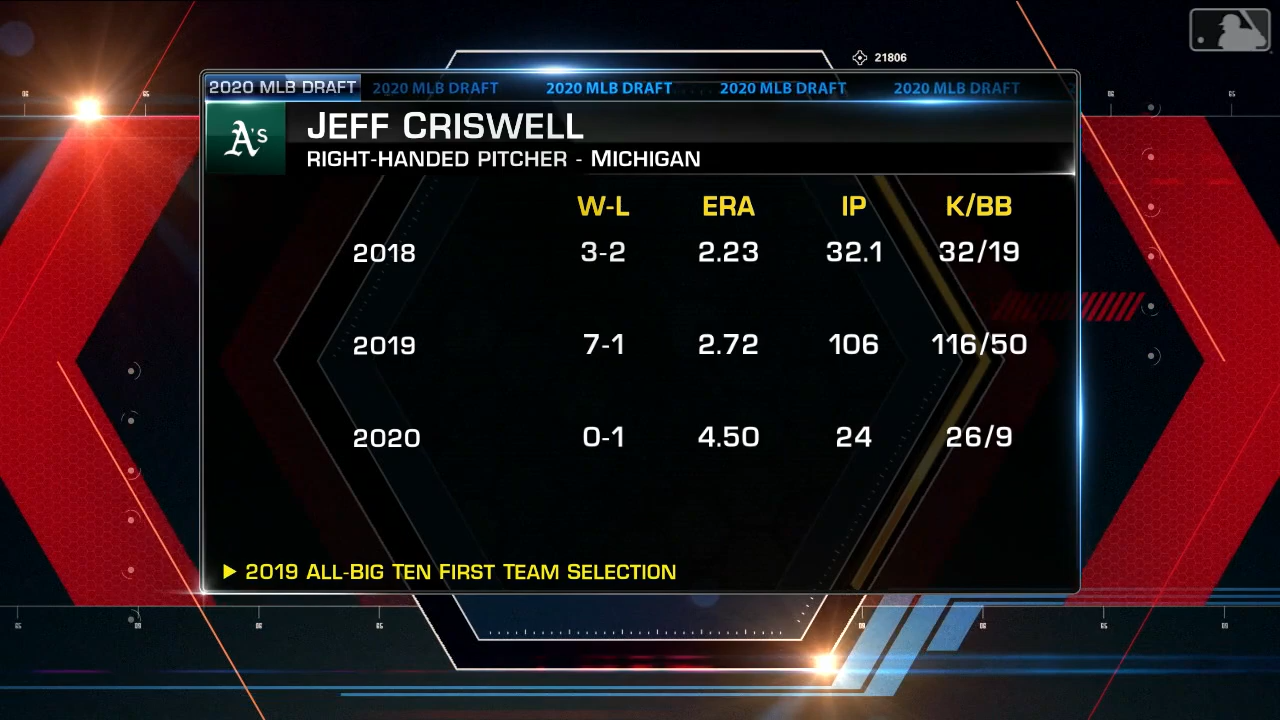 21806
2020 MLB DRAFT 2020 MLB DRAFT 2020 MLB DRAFT 2020 MLB DRAFT 2020 MLB DRAFT
A's
JEFF CRISWELL
RIGHT-HANDED PITCHER - MICHIGAN
W-L ERA IP K/BB
2018 3-2 2.23 32.1 32/19
2019 7-1 2.72 106 116/50
2020 0-1 4.50 24 26/9
▶ 2019 ALL-BIG TEN FIRST TEAM SELECTION